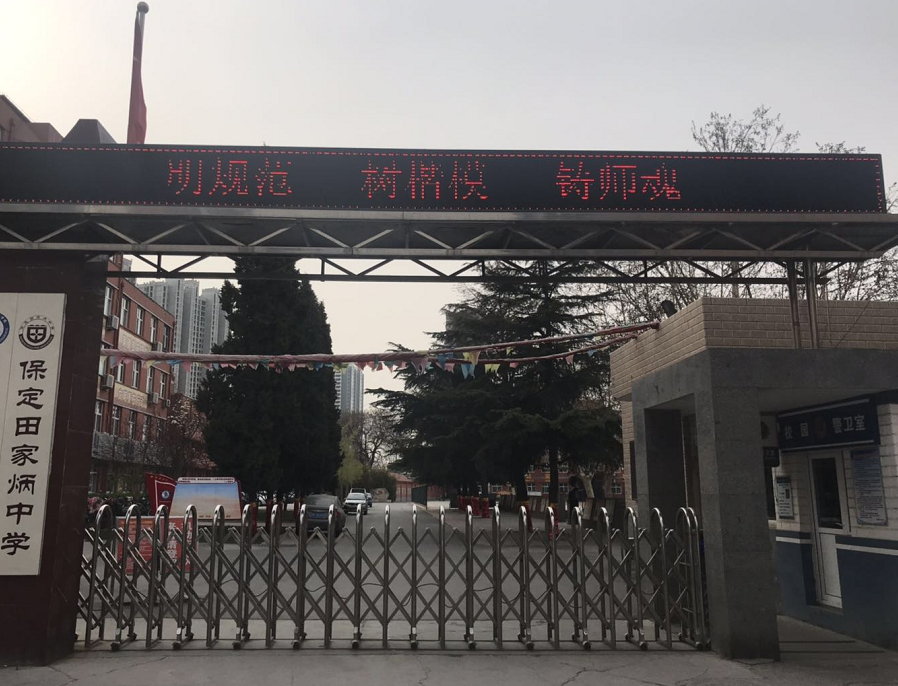 明规范 树楷模 铸师魂
保定田家炳中学
校园 警卫室